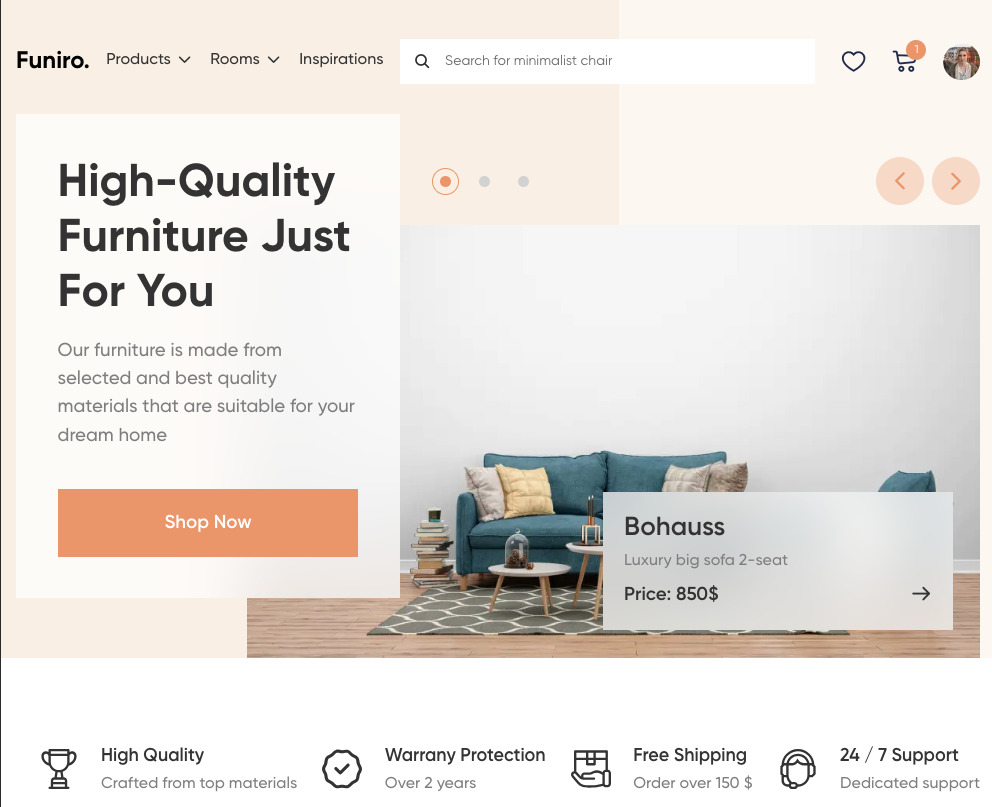 Funiro.
Products
Rooms
Inspirations
Search for minimalist chair
1
High-Quality
Furniture Just
For You
Our furniture is made from
selected and best quality
materials that are suitable for your
dream home
Shop Now
Bohauss
Luxury big sofa 2-seat
Price: 850$
High Quality
Crafted from top materials
Warrany Protection
Over 2 years
Free Shipping
Order over 150 $
24 / 7 Support
Dedicated support